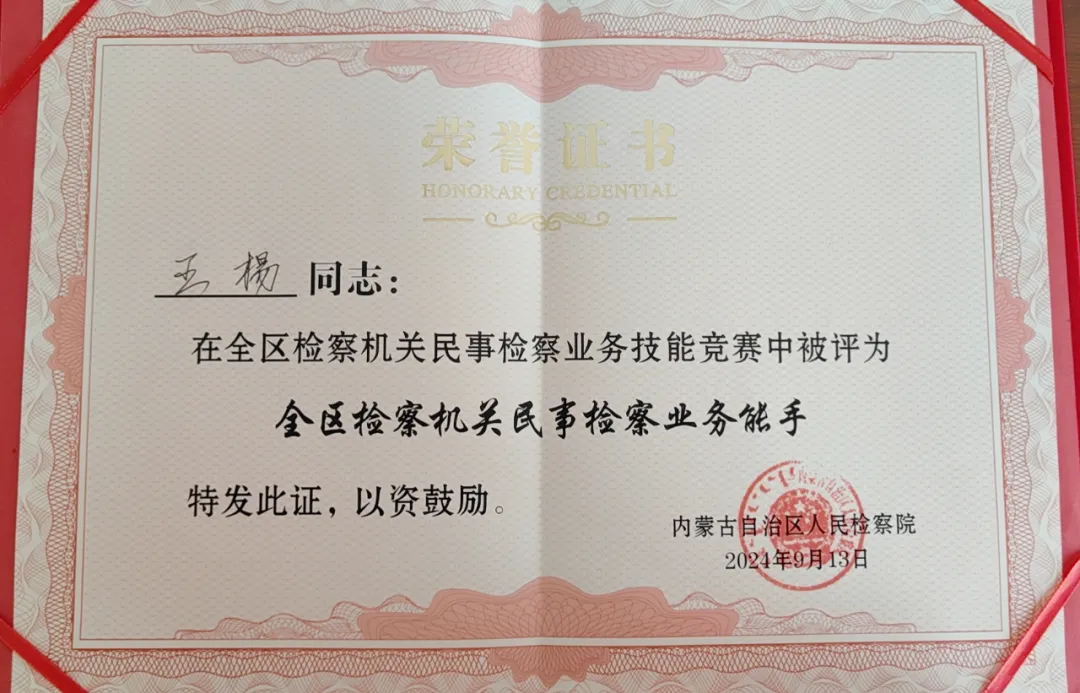 荣誉证书
HONORARY CREDENTIAL
王楊 同志：
在全区检察机关民事检察业务技能竞赛中被评为
全区检察机关民事检察业务能手
特发此证，以资鼓励。
内蒙古自治区人民检察院
2024年9月13日